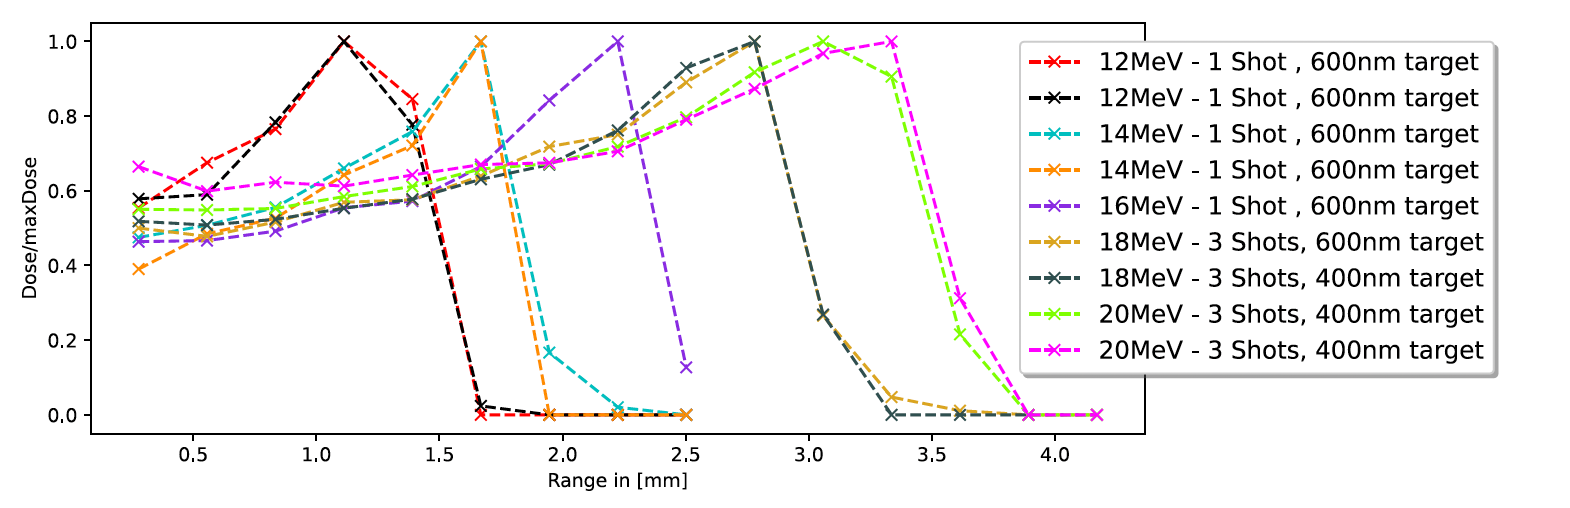 1.0
0.8
0.6
0.4
0.2
0.0
Dose/maxDose
0.5 1.0 1.5 2.0 2.5 3.0 3.5 4.0
Range in [mm]
12MeV - 1 Shot , 600nm target
12MeV - 1 Shot , 600nm target
14MeV - 1 Shot , 600nm target
14MeV - 1 Shot , 600nm target
16MeV - 1 Shot , 600nm target
18MeV - 3 Shots, 600nm target
18MeV - 3 Shots, 400nm target
20MeV - 3 Shots, 400nm target
20MeV - 3 Shots, 400nm target